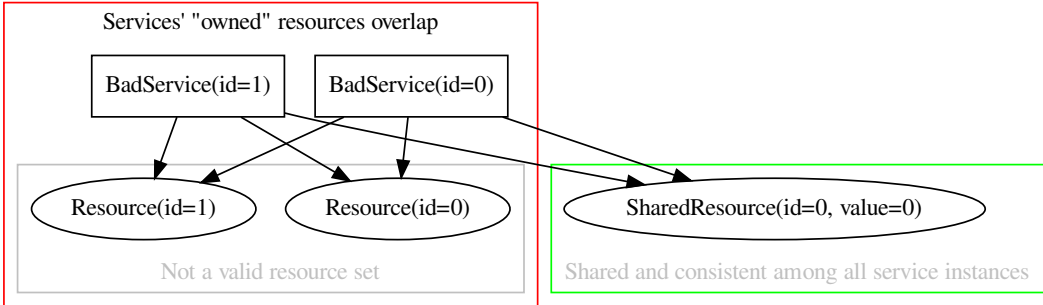 Services' "owned" resources overlap
BadService(id=1)
BadService(id=0)
Resource(id=1)
Resource(id=0)
SharedResource(id=0, value=0)
Not a valid resource set
Shared and consistent among all service instances